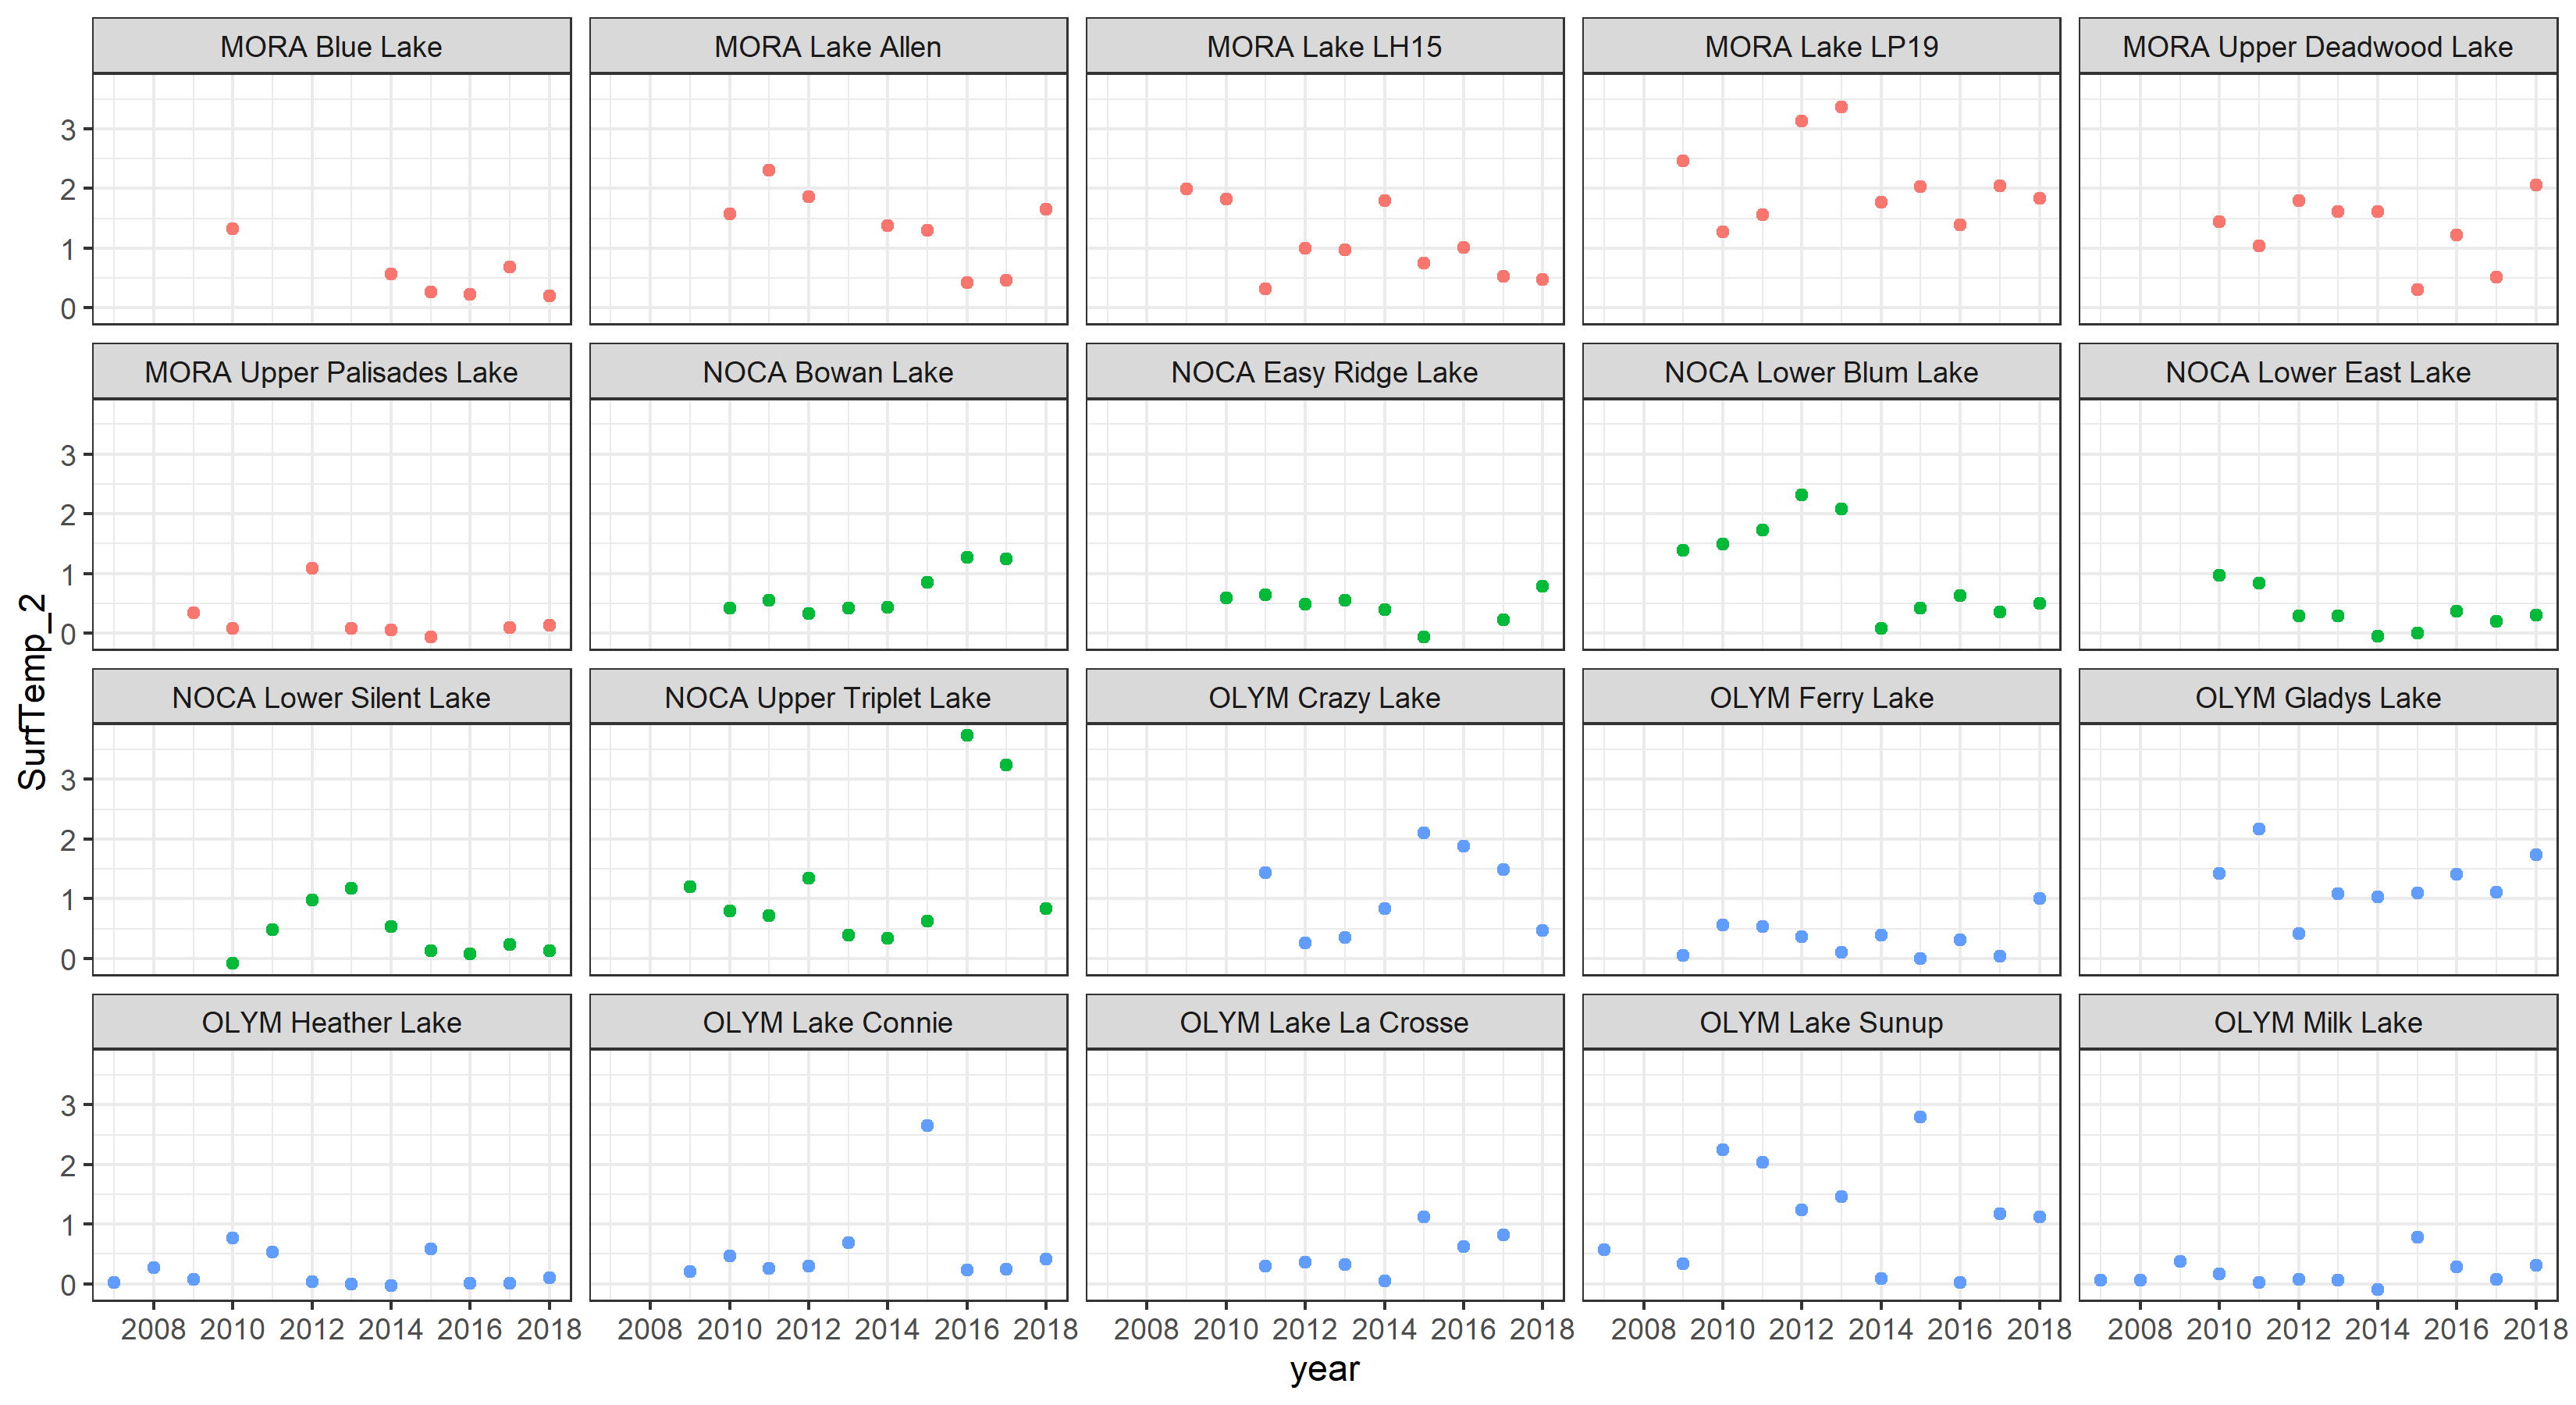 MORA Blue Lake
MORA Lake Allen
MORA Lake LH15
MORA Lake LP19
MORA Upper Deadwood Lake
3
2
1
0
MORA Upper Palisades Lake
NOCA Bowan Lake
NOCA Easy Ridge Lake
NOCA Lower Blum Lake
NOCA Lower East Lake
3
2
1
0
SurfTemp_2
NOCA Lower Silent Lake
NOCA Upper Triplet Lake
OLYM Crazy Lake
OLYM Ferry Lake
OLYM Gladys Lake
3
2
1
0
OLYM Heather Lake
OLYM Lake Connie
OLYM Lake La Crosse
OLYM Lake Sunup
OLYM Milk Lake
3
2
1
0
2008 2010 2012 2014 2016 2018
2008 2010 2012 2014 2016 2018
2008 2010 2012 2014 2016 2018
2008 2010 2012 2014 2016 2018
2008 2010 2012 2014 2016 2018
year